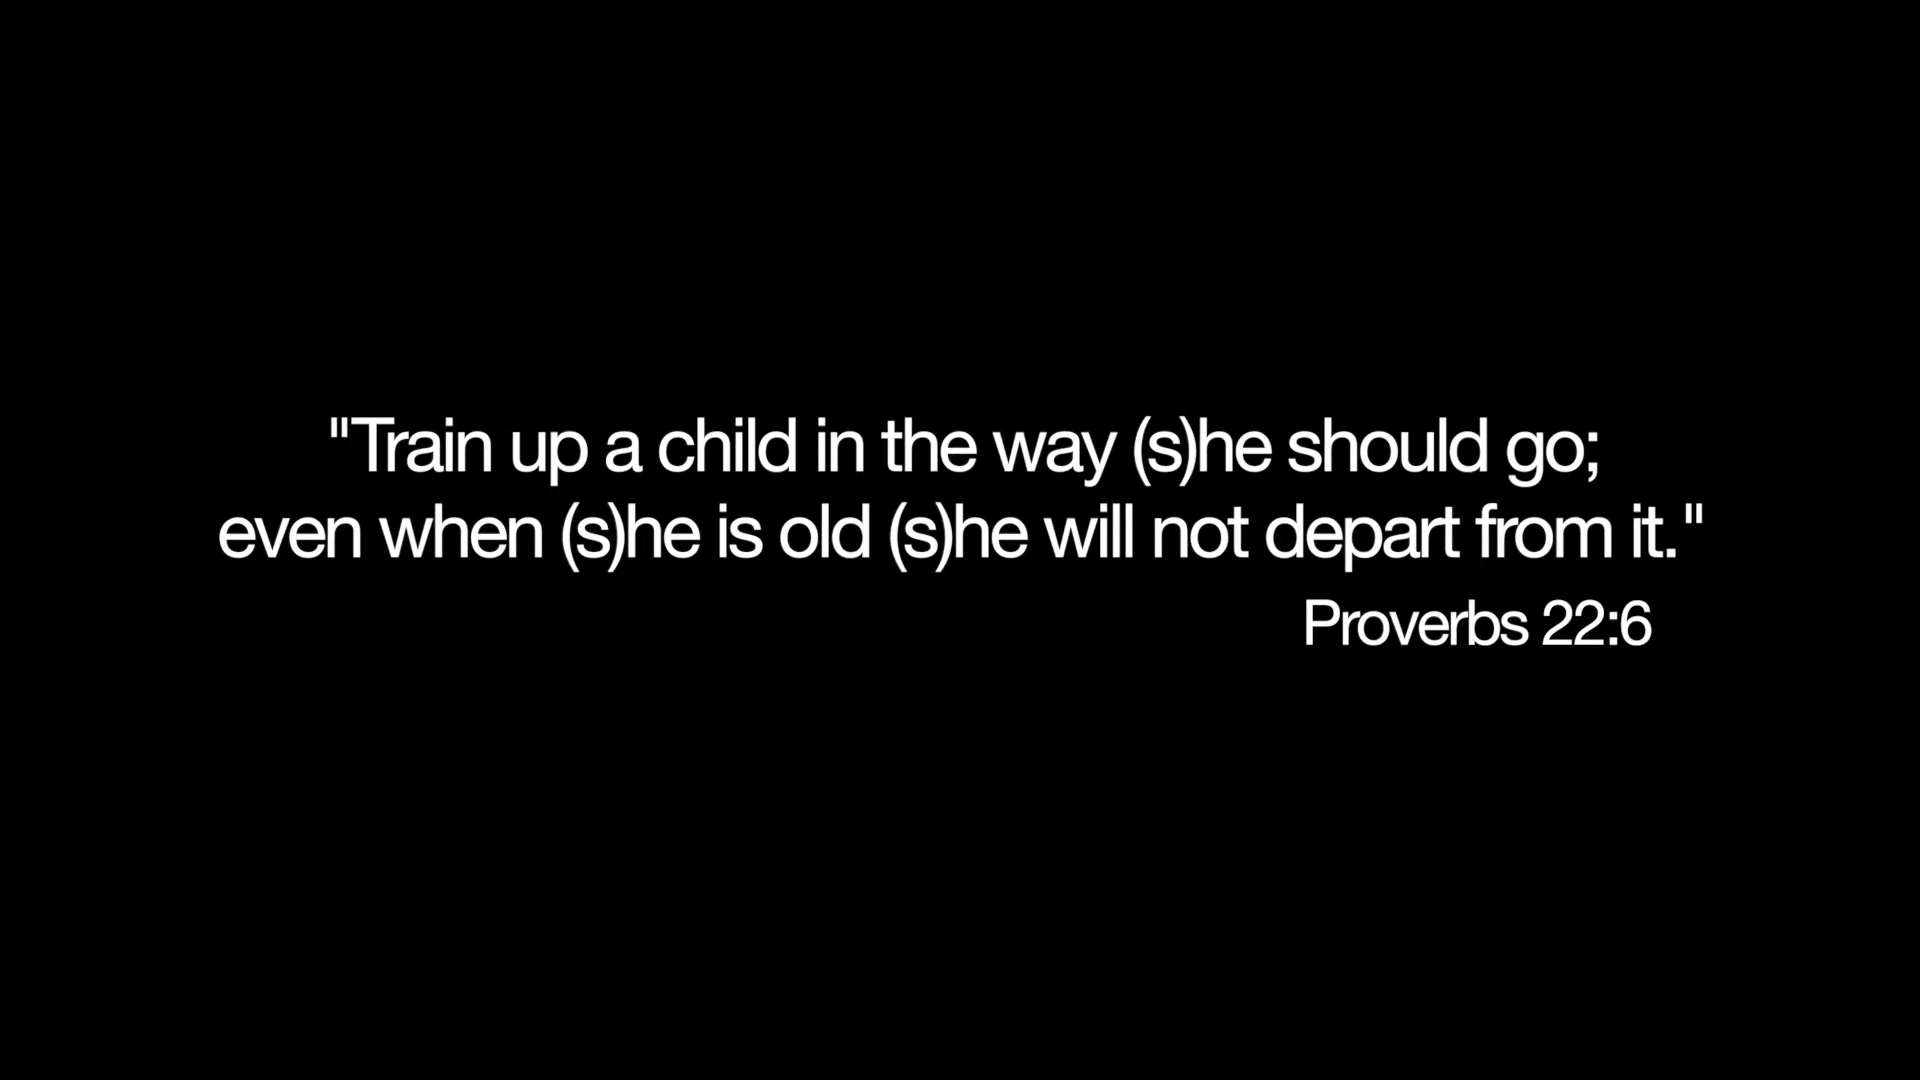 "Train up a child in the way (s)he should go;
even when (s)he is old (s)he will not depart from it."
Proverbs 22:6